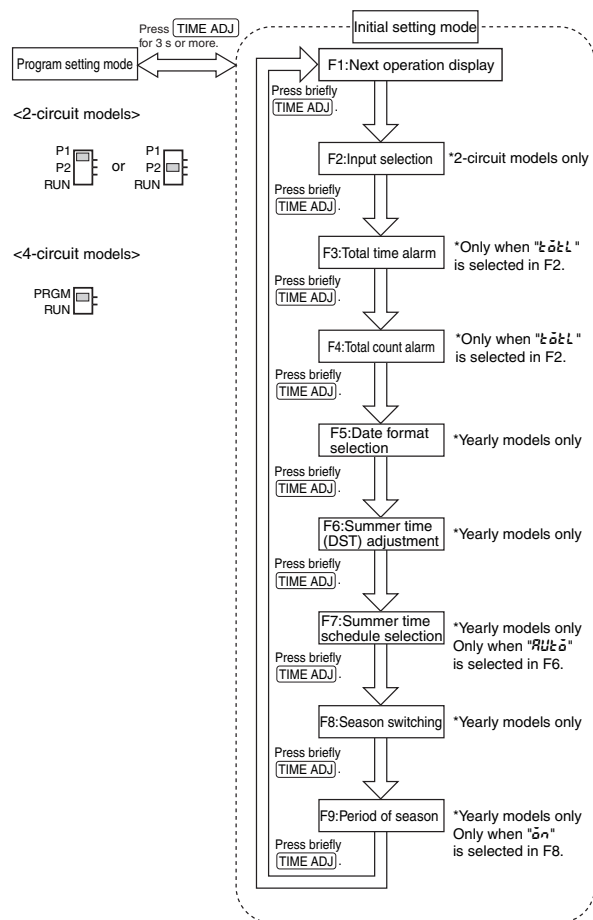 Press TIME ADJ
for 3 s or more.
Initial setting mode
Program setting mode
F1:Next operation display
Press briefly
TIME ADJ.
<2-circuit models>
P1
P2
RUN
or
P1
P2
RUN
F2:Input selection
*2-circuit models only
Press briefly
TIME ADJ.
<4-circuit models>
PRGM
RUN
F3:Total time alarm
*Only when "totL"
is selected in F2.
Press briefly
TIME ADJ.
F4:Total count alarm
*Only when "totL"
is selected in F2.
Press briefly
TIME ADJ.
F5:Date format
selection
*Yearly models only
Press briefly
TIME ADJ.
F6:Summer time
(DST) adjustment
*Yearly models only
Press briefly
TIME ADJ.
F7:Summer time
schedule selection
*Yearly models only
Only when "AUto"
is selected in F6.
Press briefly
TIME ADJ.
F8:Season switching
*Yearly models only
Press briefly
TIME ADJ.
F9:Period of season
*Yearly models only
Only when "on"
is selected in F8.
Press briefly
TIME ADJ.